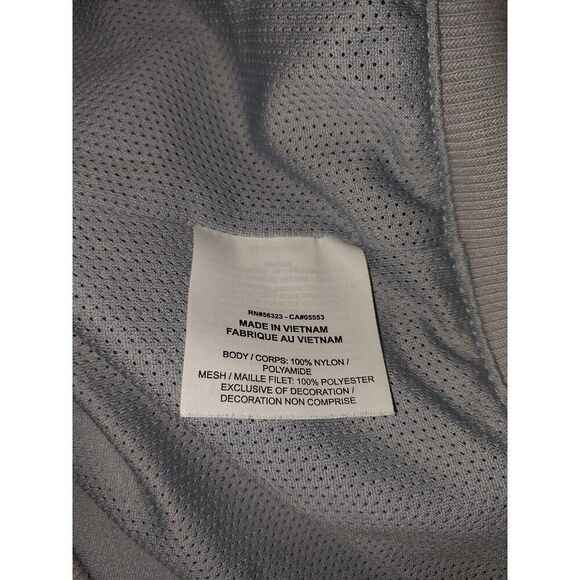 RN#56323 - CA#05553
MADE IN VIETNAM
FABRIQUE AU VIETNAM
BODY / CORPS: 100% NYLON /
POLYAMIDE
MESH / MAILLE FILET: 100% POLYESTER
EXCLUSIVE OF DECORATION /
DECORATION NON COMPRISE